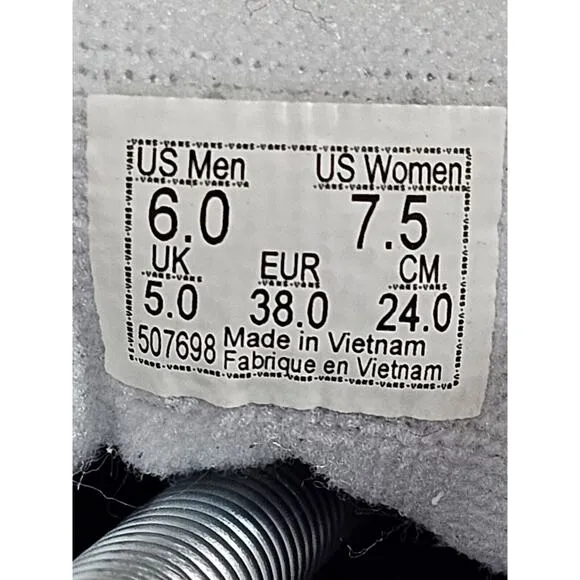 US Men US Women
6.0 7.5
UK EUR CM
5.0 38.0 24.0
507698 Made in Vietnam
Fabrique en Vietnam